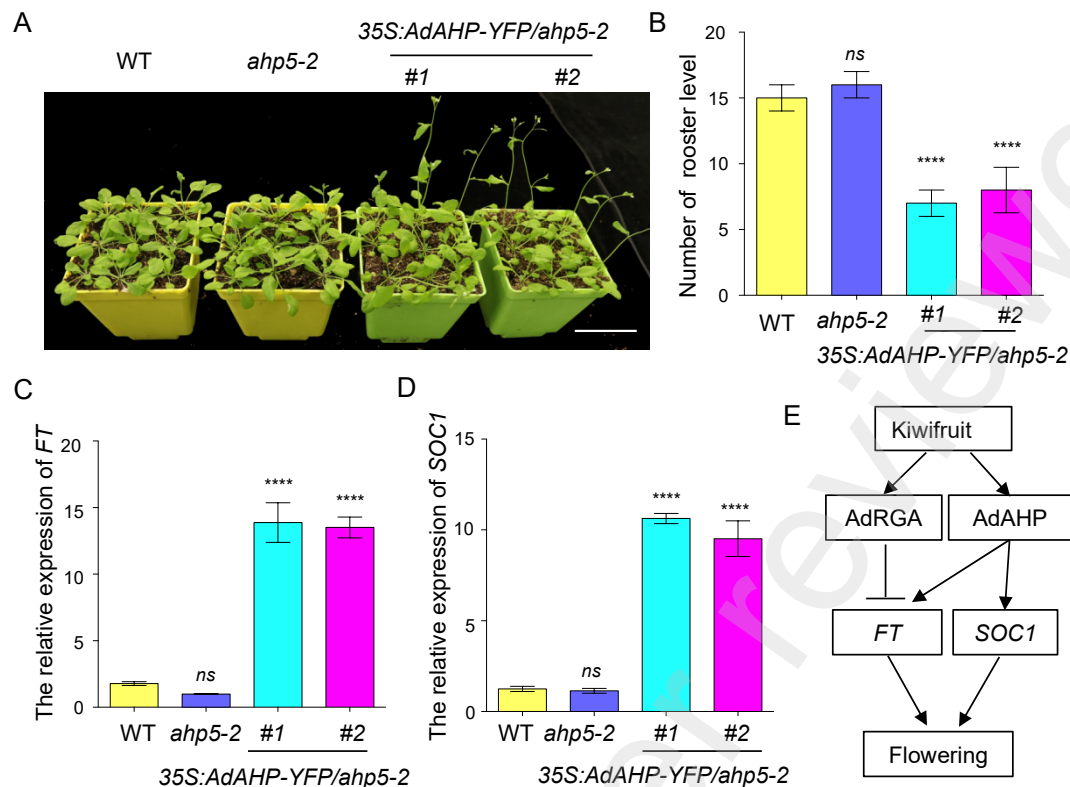 A
WT
ahp5-2
35S:AdAHP-YFP/ahp5-2
#1
#2
B
Number of rooster level
20
15
10
5
0
ns
****
****
WT
ahp5-2
#1
#2
35S:AdAHP-YFP/ahp5-2
C
The relative expression of FT
20
15
10
5
0
ns
****
****
WT
ahp5-2
#1
#2
35S:AdAHP-YFP/ahp5-2
D
The relative expression of SOC1
15
10
5
0
ns
****
****
WT
ahp5-2
#1
#2
35S:AdAHP-YFP/ahp5-2
E
Kiwifruit
AdRGA
AdAHP
FT
SOC1
Flowering